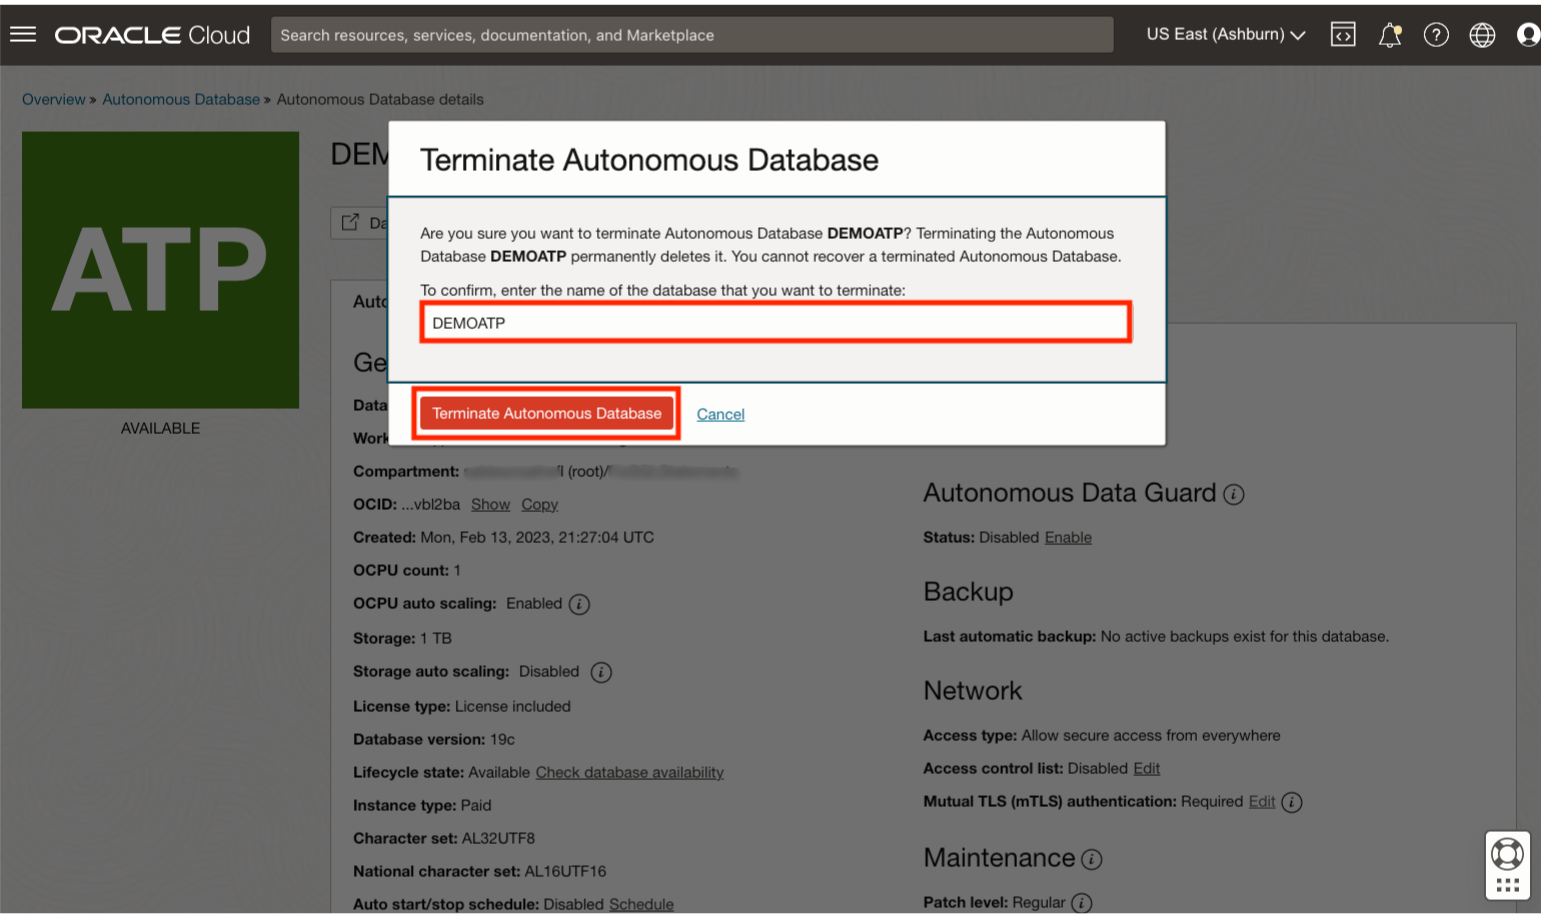 ORACLE Cloud
Search resources, services, documentation, and Marketplace
US East (Ashburn)
Overview » Autonomous Database » Autonomous Database details
ATP
AVAILABLE
DEM
Da
Terminate Autonomous Database
Are you sure you want to terminate Autonomous Database DEMOATP? Terminating the Autonomous
Database DEMOATP permanently deletes it. You cannot recover a terminated Autonomous Database.
To confirm, enter the name of the database that you want to terminate:
DEMOATP
Terminate Autonomous Database
Cancel
Auto
Ge
Data
Work
Compartment: (root)/
OCID: ...vbl2ba Show Copy
Created: Mon, Feb 13, 2023, 21:27:04 UTC
OCPU count: 1
OCPU auto scaling: Enabled
Storage: 1 TB
Storage auto scaling: Disabled
License type: License included
Database version: 19c
Lifecycle state: Available Check database availability
Instance type: Paid
Character set: AL32UTF8
National character set: AL16UTF16
Auto start/stop schedule: Disabled Schedule
Autonomous Data Guard
Status: Disabled Enable
Backup
Last automatic backup: No active backups exist for this database.
Network
Access type: Allow secure access from everywhere
Access control list: Disabled Edit
Mutual TLS (mTLS) authentication: Required Edit
Maintenance
Patch level: Regular